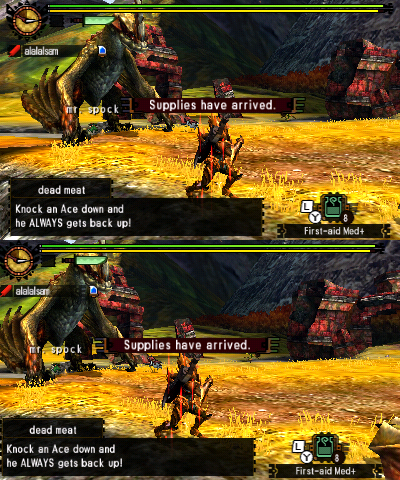 alalalsam
mr. spock
Supplies have arrived.
dead meat
Knock an Ace down and
he ALWAYS gets back up!
L
Y
8
First-aid Med+
alalalsam
mr. spock
Supplies have arrived.
dead meat
Knock an Ace down and
he ALWAYS gets back up!
L
Y
8
First-aid Med+